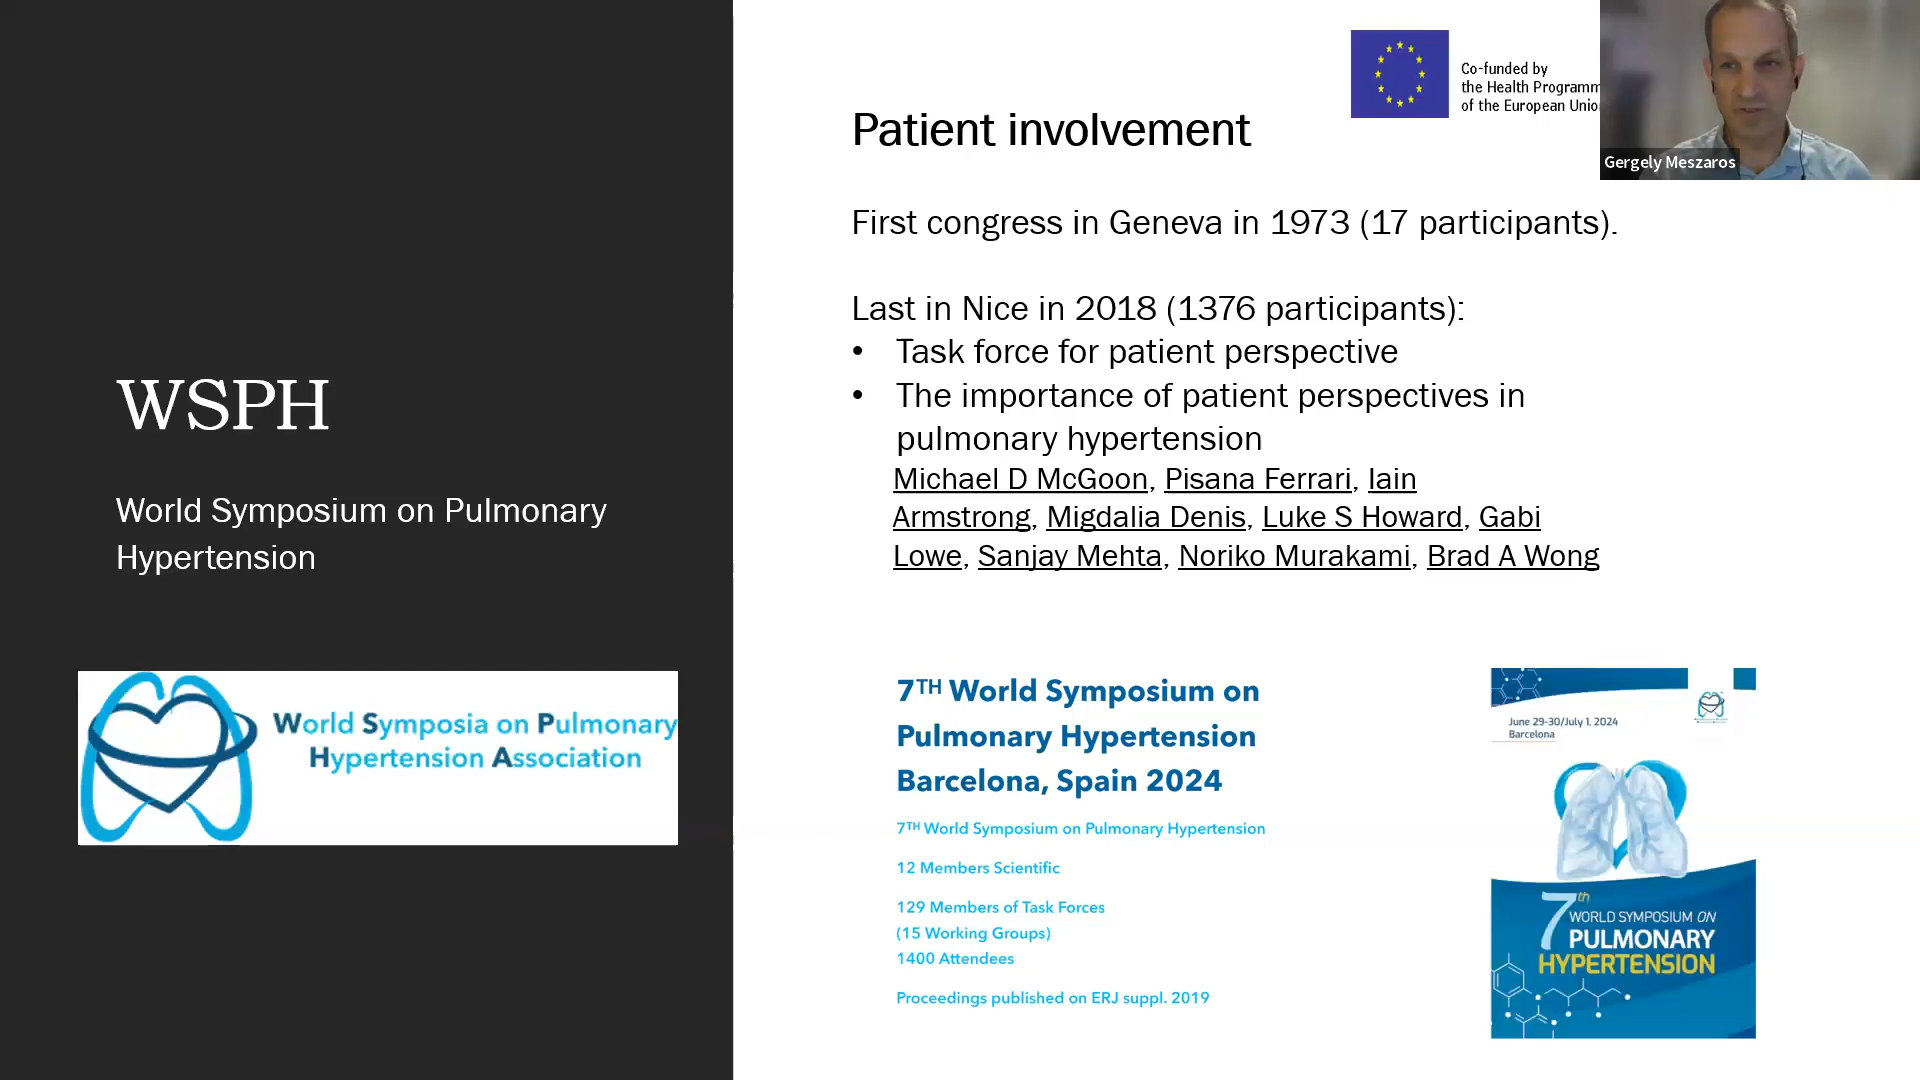 WSPH
World Symposium on Pulmonary
Hypertension
World Symposia on Pulmonary
Hypertension Association
Patient involvement
Co-funded by
the Health Programm
of the European Unio
Gergely Meszaros
First congress in Geneva in 1973 (17 participants).
Last in Nice in 2018 (1376 participants):
• Task force for patient perspective
• The importance of patient perspectives in
pulmonary hypertension
Michael D McGoon, Pisana Ferrari, Iain
Armstrong, Migdalia Denis, Luke S Howard, Gabi
Lowe, Sanjay Mehta, Noriko Murakami, Brad A Wong
7TH World Symposium on
Pulmonary Hypertension
Barcelona, Spain 2024
7TH World Symposium on Pulmonary Hypertension
12 Members Scientific
129 Members of Task Forces
(15 Working Groups)
1400 Attendees
Proceedings published on ERJ suppl. 2019
June 29-30/July 1, 2024
Barcelona
7th
WORLD SYMPOSIUM ON
PULMONARY
HYPERTENSION